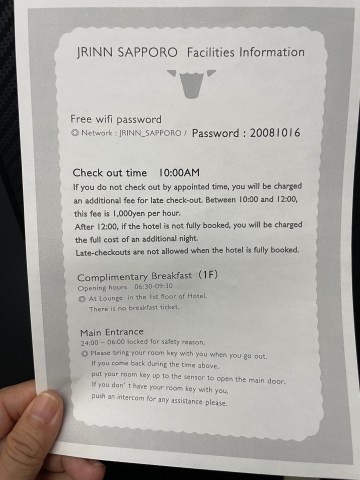 JRINN SAPPORO Facilities Information
Free wifi password
◎ Network : JRINN_SAPPORO / Password : 20081016
Check out time 10:00AM
If you do not check out by appointed time, you will be charged
an additional fee for late check-out. Between 10:00 and 12:00,
this fee is 1,000yen per hour.
After 12:00, if the hotel is not fully booked, you will be charged
the full cost of an additional night.
Late-checkouts are not allowed when the hotel is fully booked.
Complimentary Breakfast (1F)
Opening hours 06:30-09:30
◎ At Lounge in the first floor of Hotel.
There is no breakfast ticket.
Main Entrance
24:00 - 06:00 locked for safety reason.
◎ Please bring your room key with you when you go out.
If you come back during the time above,
put your room key up to the sensor to open the main door.
If you don't have your room key with you,
push an intercom for any assistance please.